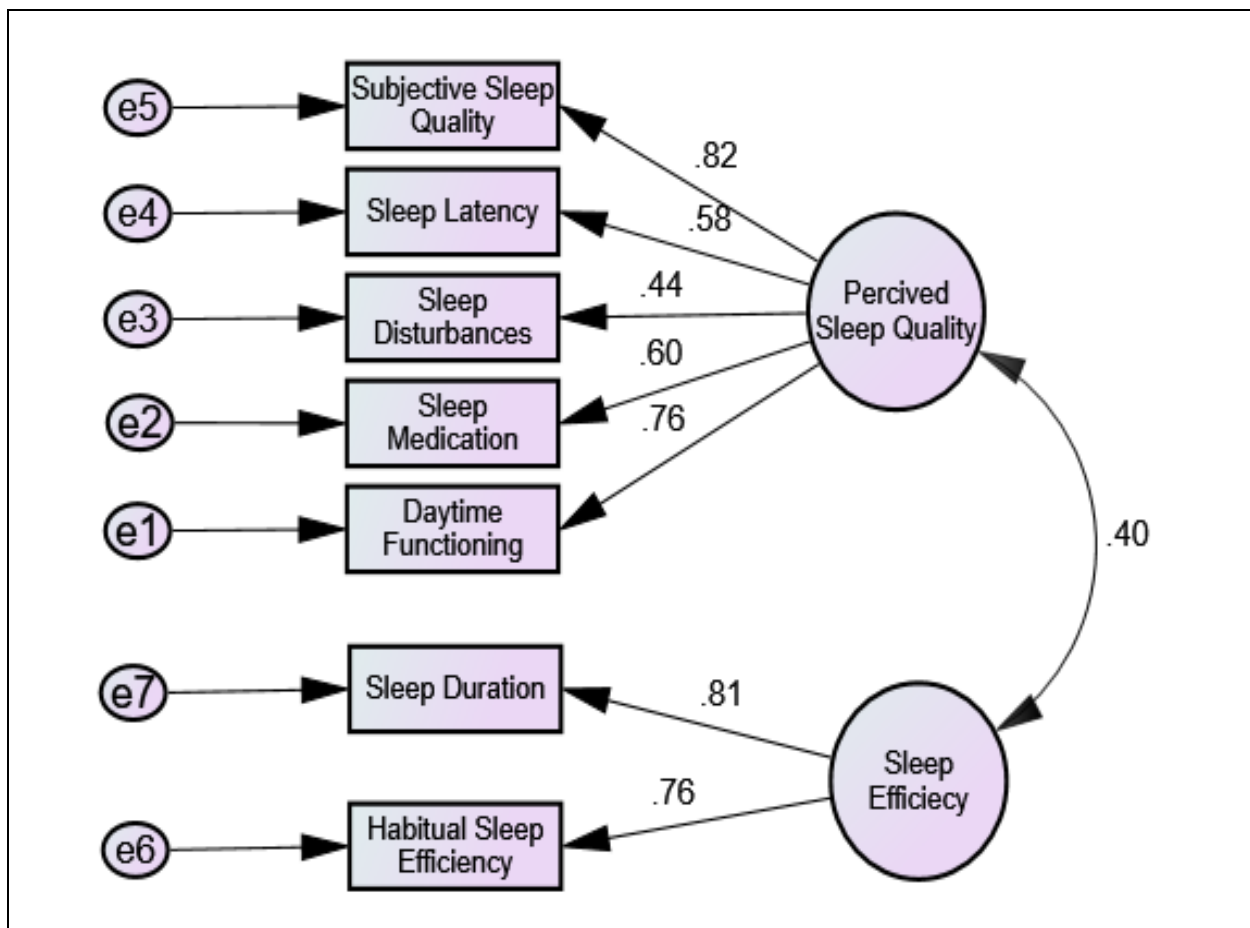 e5
Subjective Sleep
Quality
.82
e4
Sleep Latency
.58
e3
Sleep
Disturbances
.44
Percived
Sleep Quality
e2
Sleep
Medication
.60
e1
Daytime
Functioning
.76
.40
e7
Sleep Duration
.81
Sleep
Efficiecy
e6
Habitual Sleep
Efficiency
.76